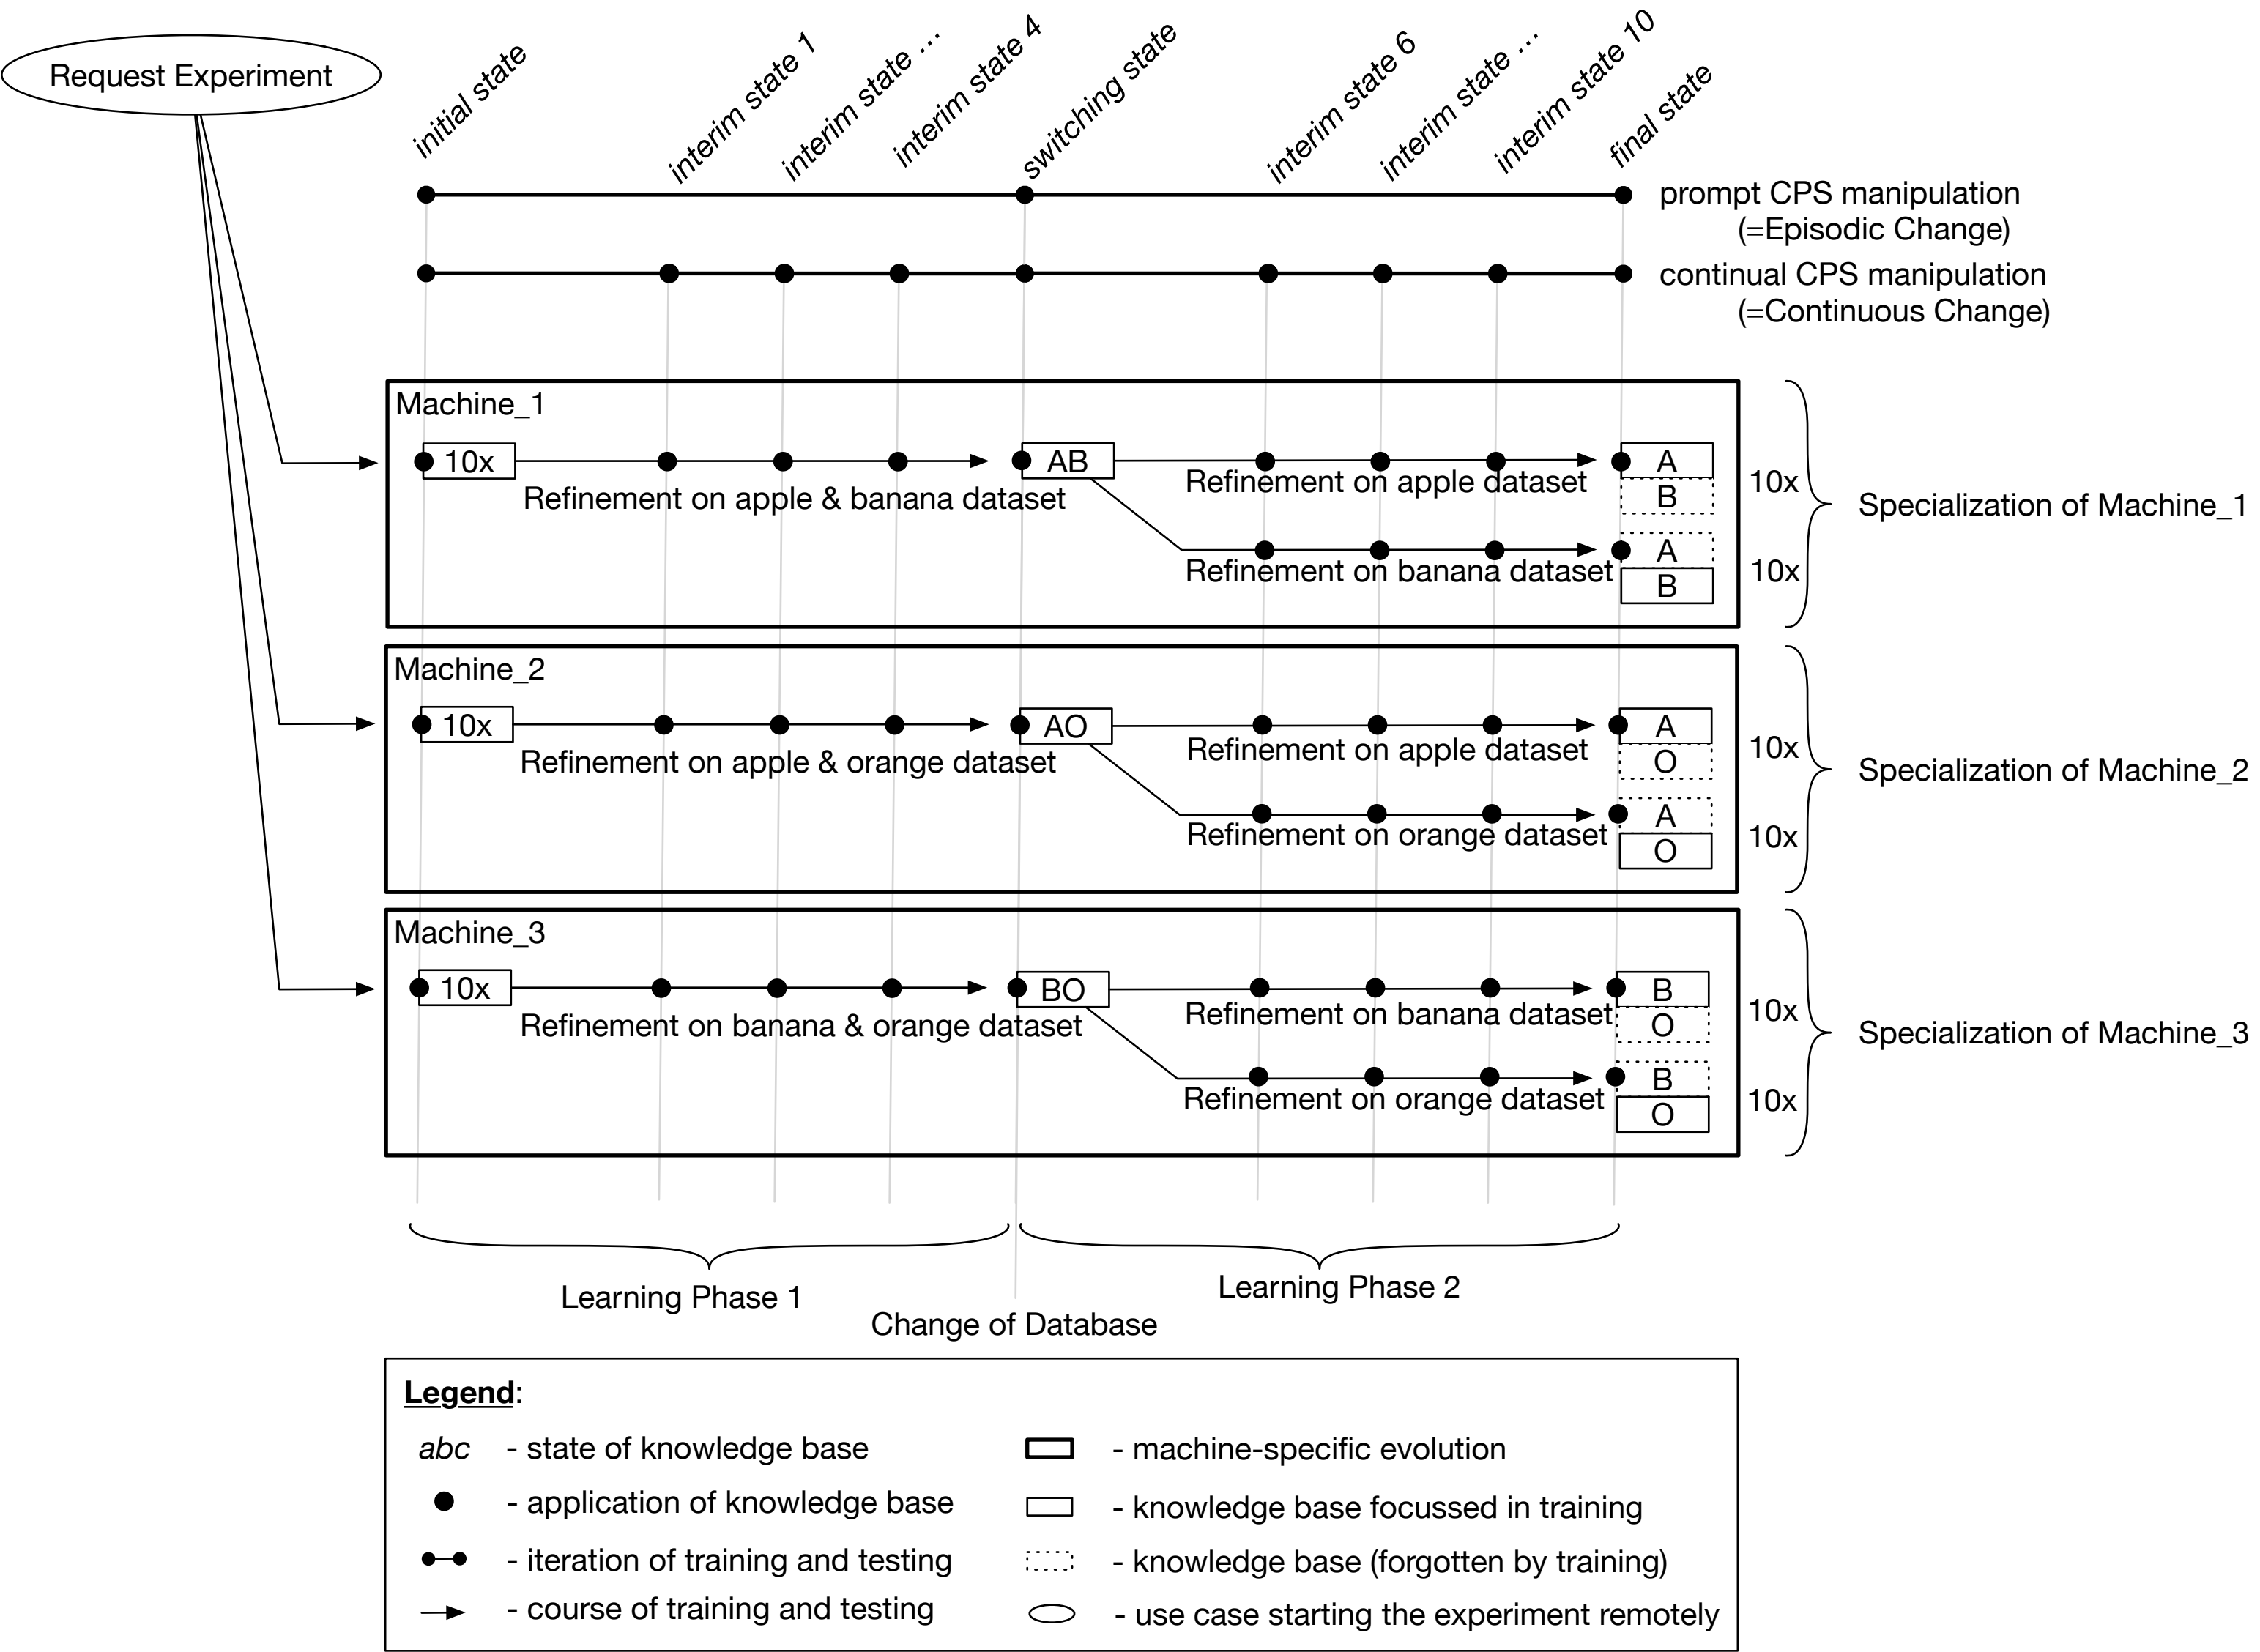 Request Experiment
initial state
interim state 1
interim state ...
interim state 4
switching state
interim state 6
interim state ...
interim state 10
final state
prompt CPS manipulation
(=Episodic Change)
continual CPS manipulation
(=Continuous Change)
Machine_1
10x
Refinement on apple & banana dataset
AB
Refinement on apple dataset
A
B
10x
Refinement on banana dataset
A
B
10x
Specialization of Machine_1
Machine_2
10x
Refinement on apple & orange dataset
AO
Refinement on apple dataset
A
O
10x
Refinement on orange dataset
A
O
10x
Specialization of Machine_2
Machine_3
10x
Refinement on banana & orange dataset
BO
Refinement on banana dataset
B
O
10x
Refinement on orange dataset
B
O
10x
Specialization of Machine_3
Learning Phase 1
Learning Phase 2
Change of Database
Legend:
abc - state of knowledge base
- application of knowledge base
- iteration of training and testing
- course of training and testing
- machine-specific evolution
- knowledge base focussed in training
- knowledge base (forgotten by training)
- use case starting the experiment remotely